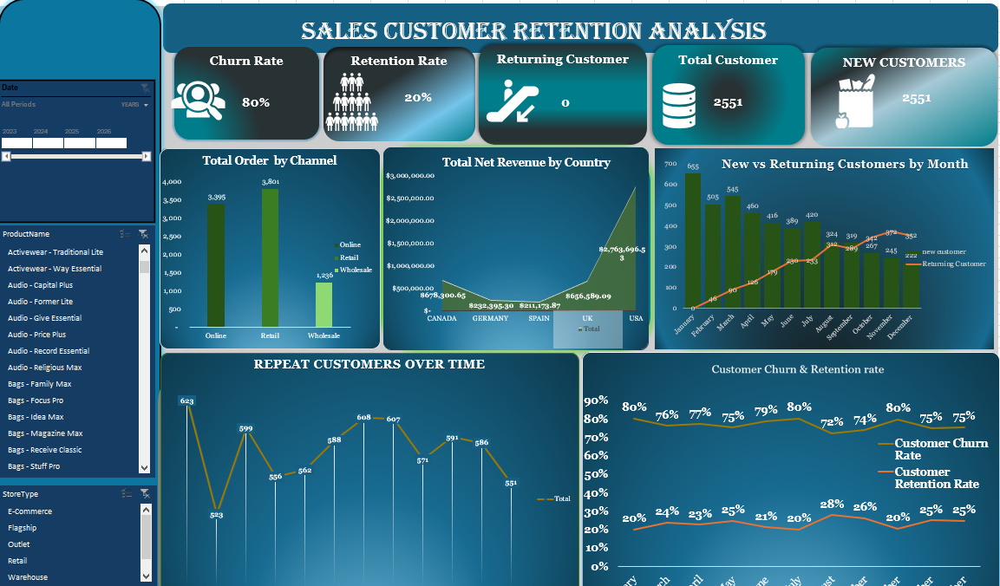 SALES CUSTOMER RETENTION ANALYSIS
Churn Rate
80%
Retention Rate
20%
Returning Customer
0
Total Customer
2551
NEW CUSTOMERS
2551
Date
All Periods
YEARS
2023 2024 2025 2026
ProductName
Activewear - Traditional Lite
Activewear - Way Essential
Audio - Capital Plus
Audio - Former Lite
Audio - Give Essential
Audio - Price Plus
Audio - Record Essential
Audio - Religious Max
Bags - Family Max
Bags - Focus Pro
Bags - Idea Max
Bags - Magazine Max
Bags - Receive Classic
Bags - Stuff Pro
StoreType
E-Commerce
Flagship
Outlet
Retail
Warehouse
Total Order by Channel
4,000
3,500
3,000
2,500
2,000
1,500
1,000
500
-
3,395
3,801
1,236
Online
Retail
Wholesale
Online Retail Wholesale
Total Net Revenue by Country
$3,000,000.00
$2,500,000.00
$2,000,000.00
$1,500,000.00
$1,000,000.00
$500,000.00
$-
$678,300.65
$232,395.30
$211,173.87
$656,589.09
$2,763,696.5
3
CANADA GERMANY SPAIN UK USA
Total
New vs Returning Customers by Month
700
600
500
400
300
200
100
0
655 505 545 460 416 389 420 324 319 267 245 222
0 46 90 126 179 230 233 312 289 342 372 352
new customer
Returning Customer
January February March April May June July August September October November December
REPEAT CUSTOMERS OVER TIME
623 523 599 556 562 588 608 607 571 591 586 551
Total
Customer Churn & Retention rate
90%
80%
70%
60%
50%
40%
30%
20%
10%
0%
80% 76% 77% 75% 79% 80% 72% 74% 80% 75% 75%
20% 24% 23% 25% 21% 20% 28% 26% 20% 25% 25%
Customer Churn
Rate
Customer
Retention Rate
July